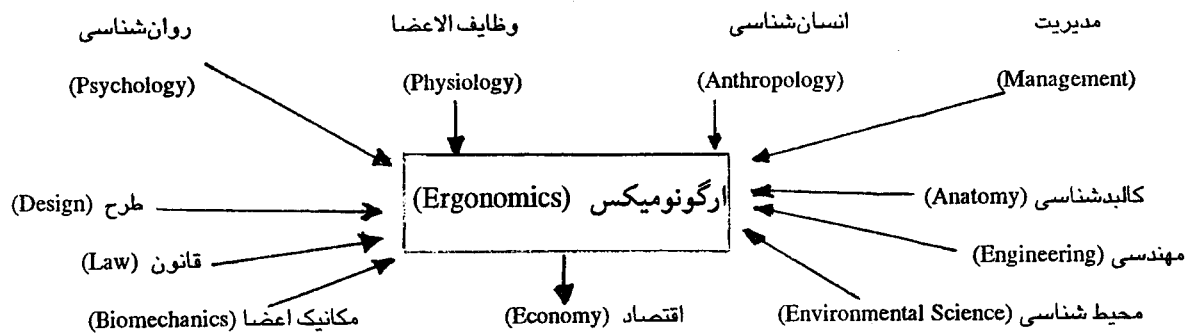 مدیریت انسان‌شناسی وظایف الاعضا روان‌شناسی
(Management) (Anthropology) (Physiology) (Psychology)
ارگونومیکس (Ergonomics)
کالبدشناسی (Anatomy) طرح (Design)
مهندسی (Engineering) قانون (Law)
محیط شناسی (Environmental Science) اقتصاد (Economy) مکانیک اعضا (Biomechanics)